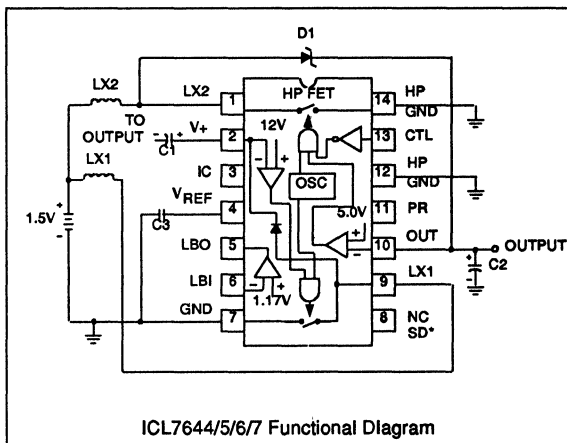 D1
LX2
LX2
1
HP FET
14
HP
GND
TO
OUTPUT
V+
2
12V
13
CTL
C1
LX1
IC
3
OSC
12
HP
GND
VREF
4
5.0V
11
PR
1.5V
C3
LBO
5
10
OUT
OUTPUT
LBI
6
1.17V
9
LX1
C2
GND
7
8
NC
SD*
ICL7644/5/6/7 Functional Diagram